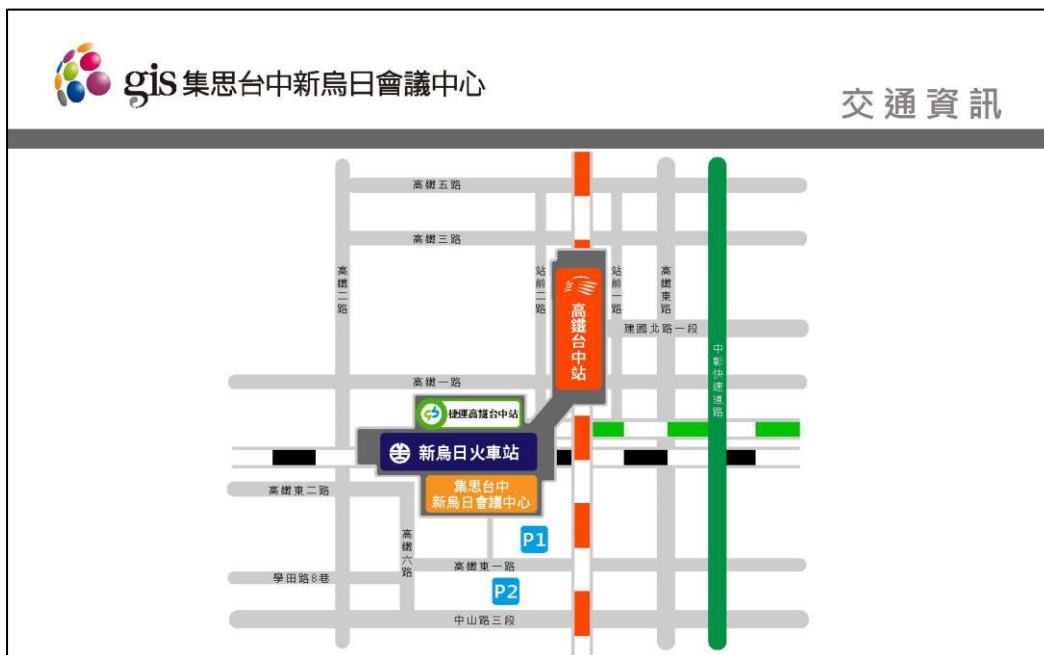 gis 集思台中新烏日會議中心
交通資訊
高鐵五路
高鐵三路
高鐵二路
站前二路
站前一路
高鐵東路
高鐵台中站
建國北路一段
中彰快速道路
高鐵一路
捷運高鐵台中站
新烏日火車站
集思台中
新烏日會議中心
高鐵東二路
高鐵六路
P1
高鐵東一路
學田路8巷
P2
中山路三段